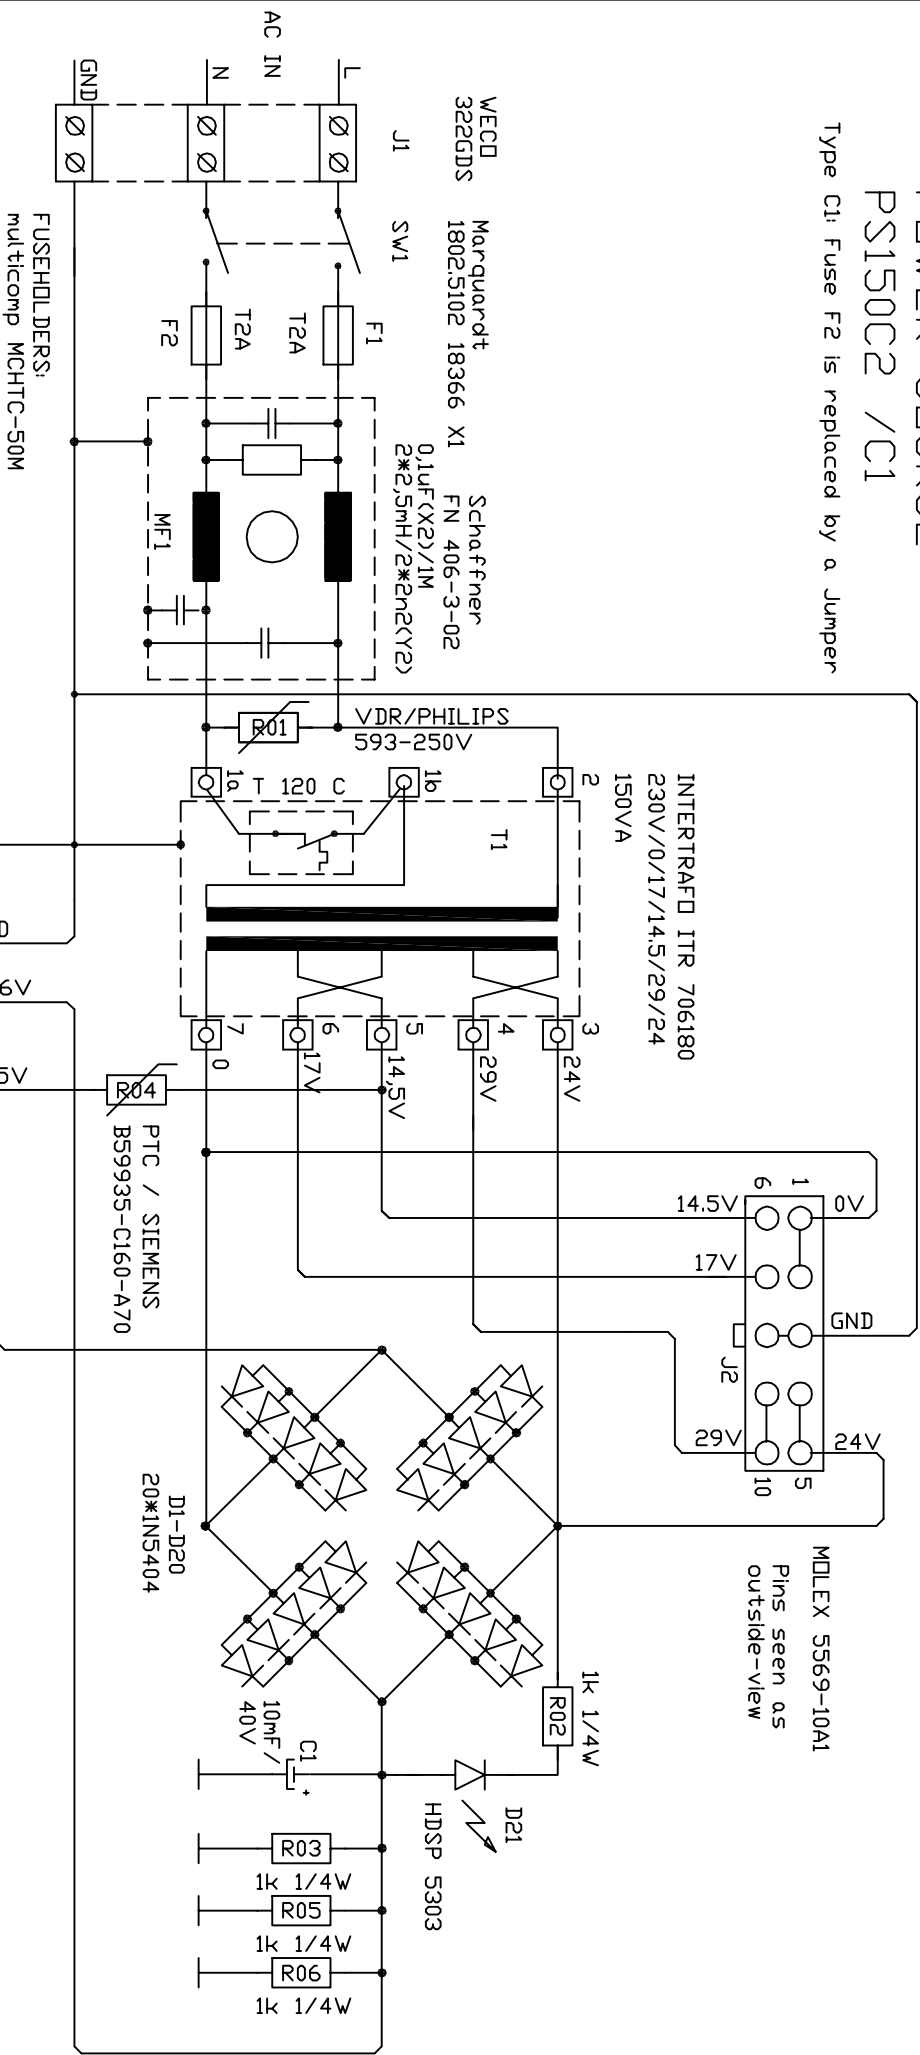 PS150C2 /C1
Type C1: Fuse F2 is replaced by a Jumper
AC IN
L
N
GND
J1
WECO
322GDS
SW1
Marquardt
1802.5102 18366 X1
F1
T2A
T2A
F2
FUSEHOLDERS:
multicomp MCHTC-50M
Schaffner
FN 406-3-02
0,1uF(X2)/1M
2*2,5mH/2*2n2(Y2)
MF1
R01
VDR/PHILIPS
593-250V
1a
T 120 C
1b
2
T1
INTERTRAFO ITR 706180
230V/0/17/14.5/29/24
150VA
7
6
5
4
3
0
17V
14,5V
29V
24V
6V
5V
R04
PTC / SIEMENS
B59935-C160-A70
1
6
0V
14.5V
17V
GND
J2
29V
24V
5
10
MOLEX 5569-10A1
Pins seen as
outside-view
D1-D20
20*1N5404
R02
1k 1/4W
D21
HDSP 5303
C1
+
10mF/
40V
R03
1k 1/4W
R05
1k 1/4W
R06
1k 1/4W